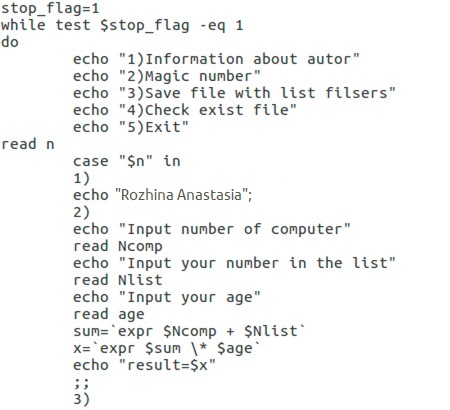 stop_flag=1
while test $stop_flag -eq 1
do
        echo "1)Information about autor"
        echo "2)Magic number"
        echo "3)Save file with list filsers"
        echo "4)Check exist file"
        echo "5)Exit"
read n
        case "$n" in
        1)
        echo "Rozhina Anastasia";
        2)
        echo "Input number of computer"
        read Ncomp
        echo "Input your number in the list"
        read Nlist
        echo "Input your age"
        read age
        sum=`expr $Ncomp + $Nlist`
        x=`expr $sum \* $age`
        echo "result=$x"
        ;;
        3)